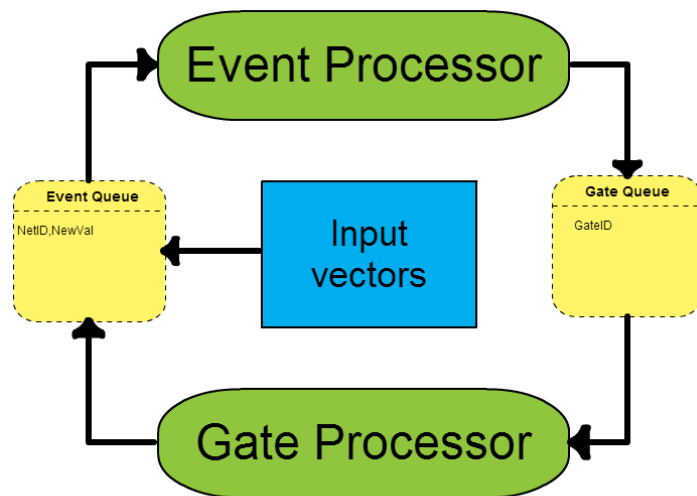 Event Processor
Event Queue
NetID,NewVal
Input
vectors
Gate Queue
GateID
Gate Processor